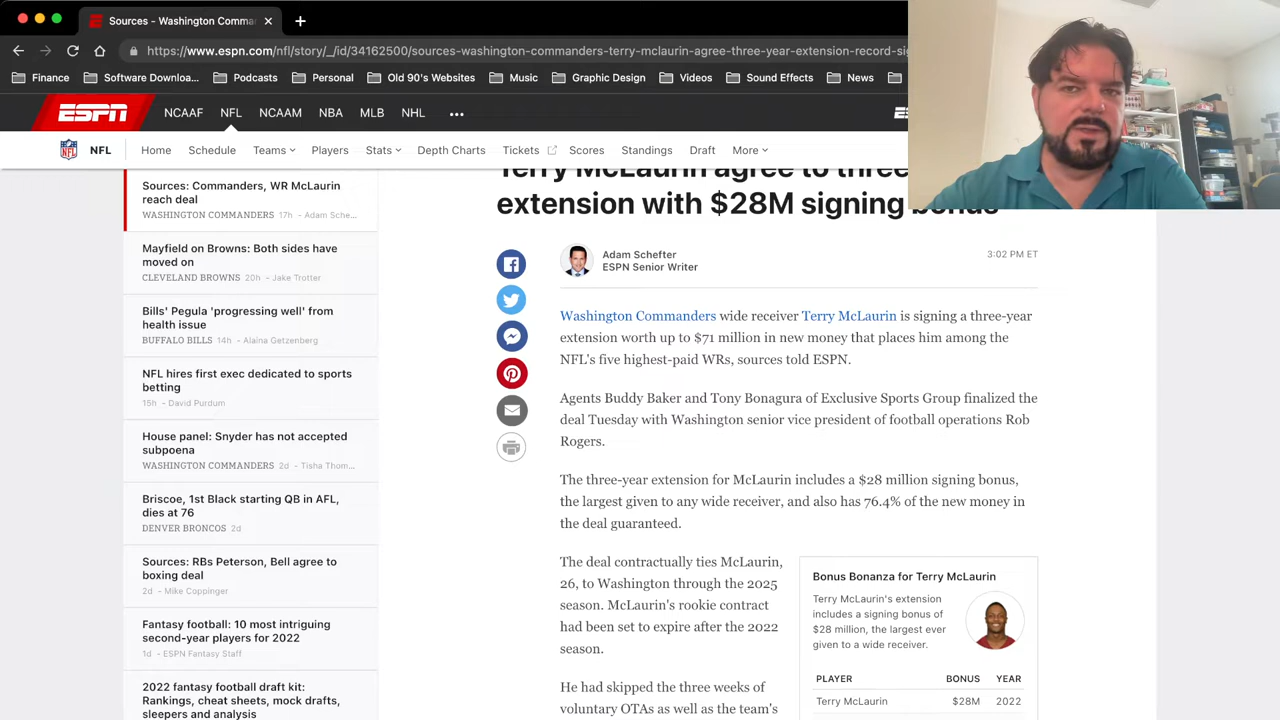 Sources - Washington Comma
https://www.espn.com/nfl/story/_/id/34162500/sources-washington-commanders-terry-mclaurin-agree-three-year-extension-record-si
Finance
Software Downloa...
Podcasts
Personal
Old 90's Websites
Music
Graphic Design
Videos
Sound Effects
News
ESPN
NCAAF
NFL
NCAAM
NBA
MLB
NHL
NFL
NFL
Home
Schedule
Teams
Players
Stats
Depth Charts
Tickets
Scores
Standings
Draft
More
Sources: Commanders, WR McLaurin
reach deal
WASHINGTON COMMANDERS 17h - Adam Sche...
Mayfield on Browns: Both sides have
moved on
CLEVELAND BROWNS 20h - Jake Trotter
Bills' Pegula 'progressing well' from
health issue
BUFFALO BILLS 14h - Alaina Getzenberg
NFL hires first exec dedicated to sports
betting
15h - David Purdum
House panel: Snyder has not accepted
subpoena
WASHINGTON COMMANDERS 2d - Tisha Thom...
Briscoe, 1st Black starting QB in AFL,
dies at 76
DENVER BRONCOS 2d
Sources: RBs Peterson, Bell agree to
boxing deal
2d - Mike Coppinger
Fantasy football: 10 most intriguing
second-year players for 2022
1d - ESPN Fantasy Staff
2022 fantasy football draft kit:
Rankings, cheat sheets, mock drafts,
sleepers and analysis
Terry McLaurin agree to three
extension with $28M signing bonus
Adam Schefter
ESPN Senior Writer
3:02 PM ET
Washington Commanders wide receiver Terry McLaurin is signing a three-year
extension worth up to $71 million in new money that places him among the
NFL's five highest-paid WRs, sources told ESPN.
Agents Buddy Baker and Tony Bonagura of Exclusive Sports Group finalized the
deal Tuesday with Washington senior vice president of football operations Rob
Rogers.
The three-year extension for McLaurin includes a $28 million signing bonus,
the largest given to any wide receiver, and also has 76.4% of the new money in
the deal guaranteed.
The deal contractually ties McLaurin,
26, to Washington through the 2025
season. McLaurin's rookie contract
had been set to expire after the 2022
season.
He had skipped the three weeks of
voluntary OTAs as well as the team's
Bonus Bonanza for Terry McLaurin
Terry McLaurin's extension
includes a signing bonus of
$28 million, the largest ever
given to a wide receiver.
PLAYER BONUS YEAR
Terry McLaurin $28M 2022